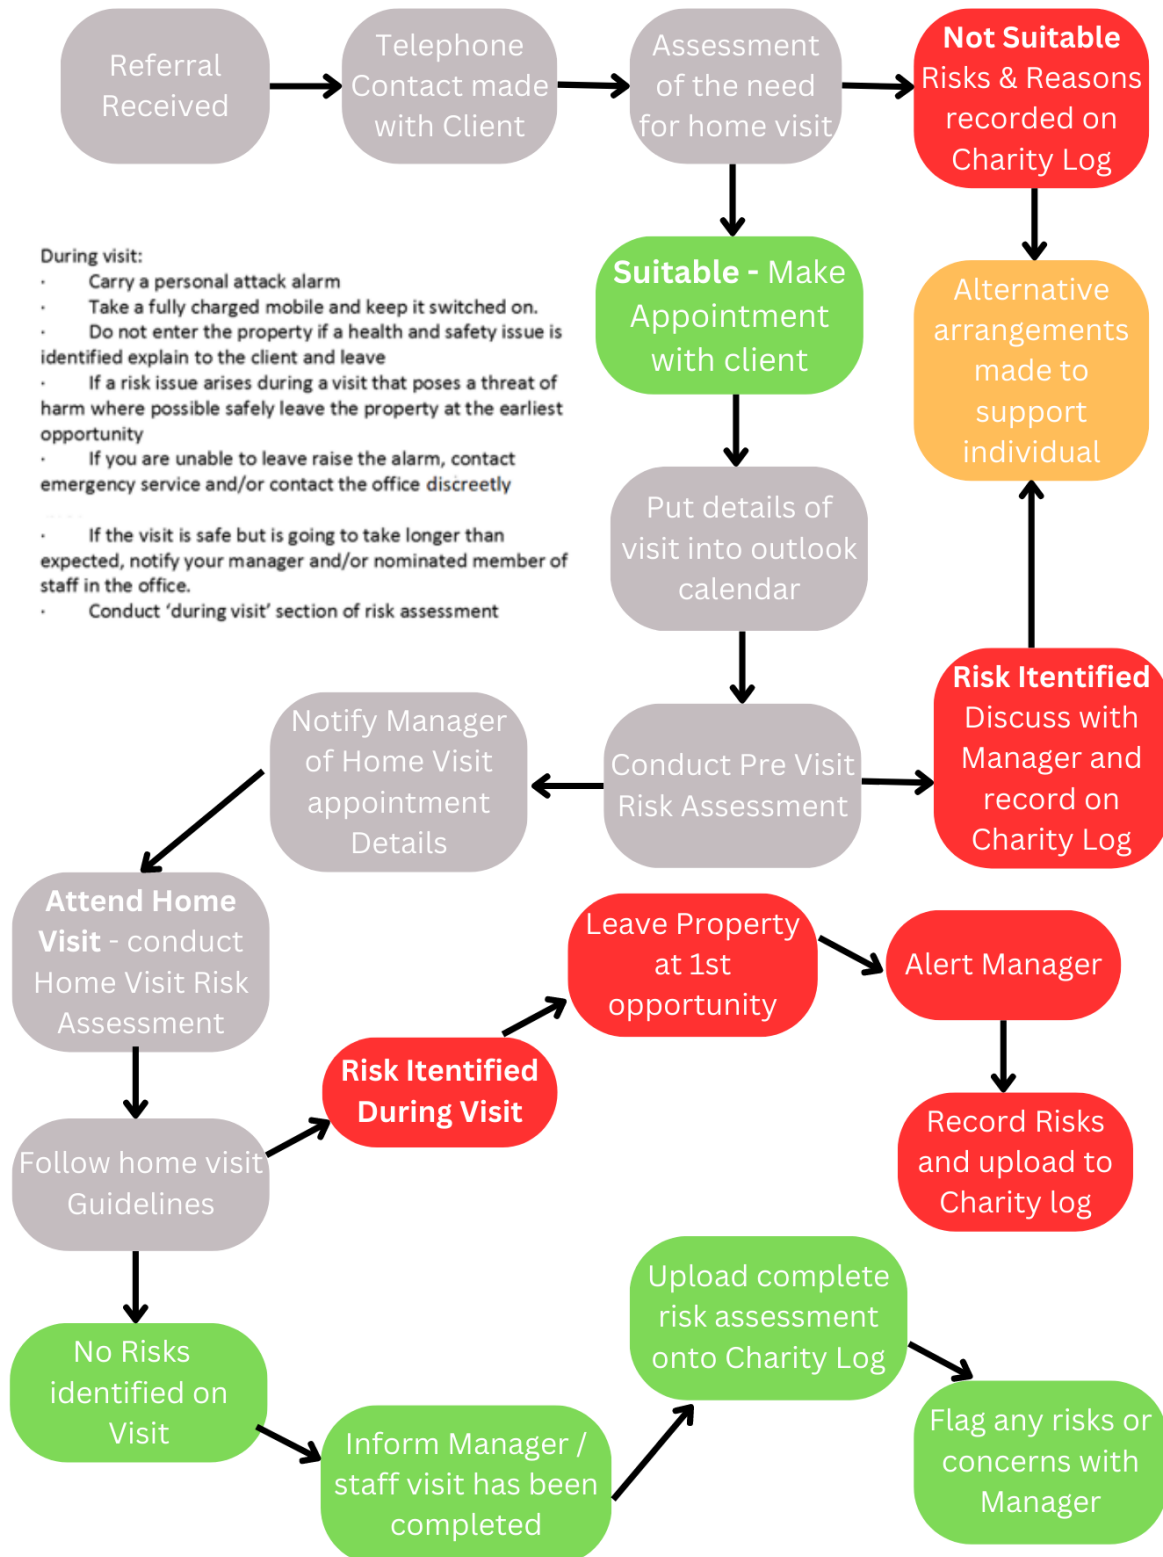 Referral
Received
Telephone
Contact made
with Client
Assessment
of the need
for home visit
Not Suitable
Risks & Reasons
recorded on
Charity Log
During visit:
· Carry a personal attack alarm
· Take a fully charged mobile and keep it switched on.
· Do not enter the property if a health and safety issue is
identified explain to the client and leave
· If a risk issue arises during a visit that poses a threat of
harm where possible safely leave the property at the earliest
opportunity
· If you are unable to leave raise the alarm, contact
emergency service and/or contact the office discreetly
· If the visit is safe but is going to take longer than
expected, notify your manager and/or nominated member of
staff in the office.
· Conduct ‘during visit’ section of risk assessment
Suitable - Make
Appointment
with client
Alternative
arrangements
made to
support
individual
Put details of
visit into outlook
calendar
Risk Itentified
Discuss with
Manager and
record on
Charity Log
Conduct Pre Visit
Risk Assessment
Notify Manager
of Home Visit
appointment
Details
Attend Home
Visit - conduct
Home Visit Risk
Assessment
Follow home visit
Guidelines
Risk Itentified
During Visit
Leave Property
at 1st
opportunity
Alert Manager
Record Risks
and upload to
Charity log
No Risks
identified on
Visit
Inform Manager /
staff visit has been
completed
Upload complete
risk assessment
onto Charity Log
Flag any risks or
concerns with
Manager